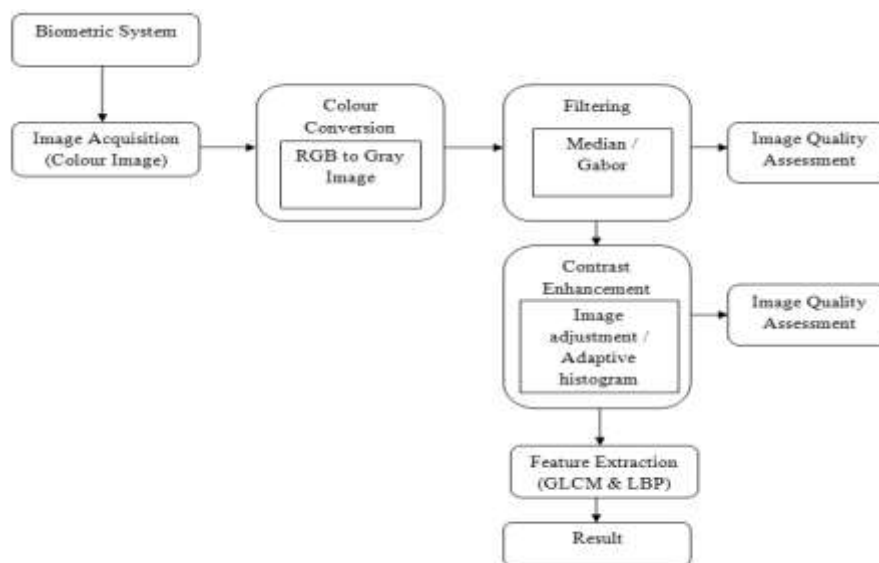 Biometric System
Image Acquisition
(Colour Image)
Colour
Conversion
RGB to Gray
Image
Filtering
Median /
Gabor
Image Quality
Assessment
Contrast
Enhancement
Image
adjustment /
Adaptive
histogram
Image Quality
Assessment
Feature Extraction
(GLCM & LBP)
Result